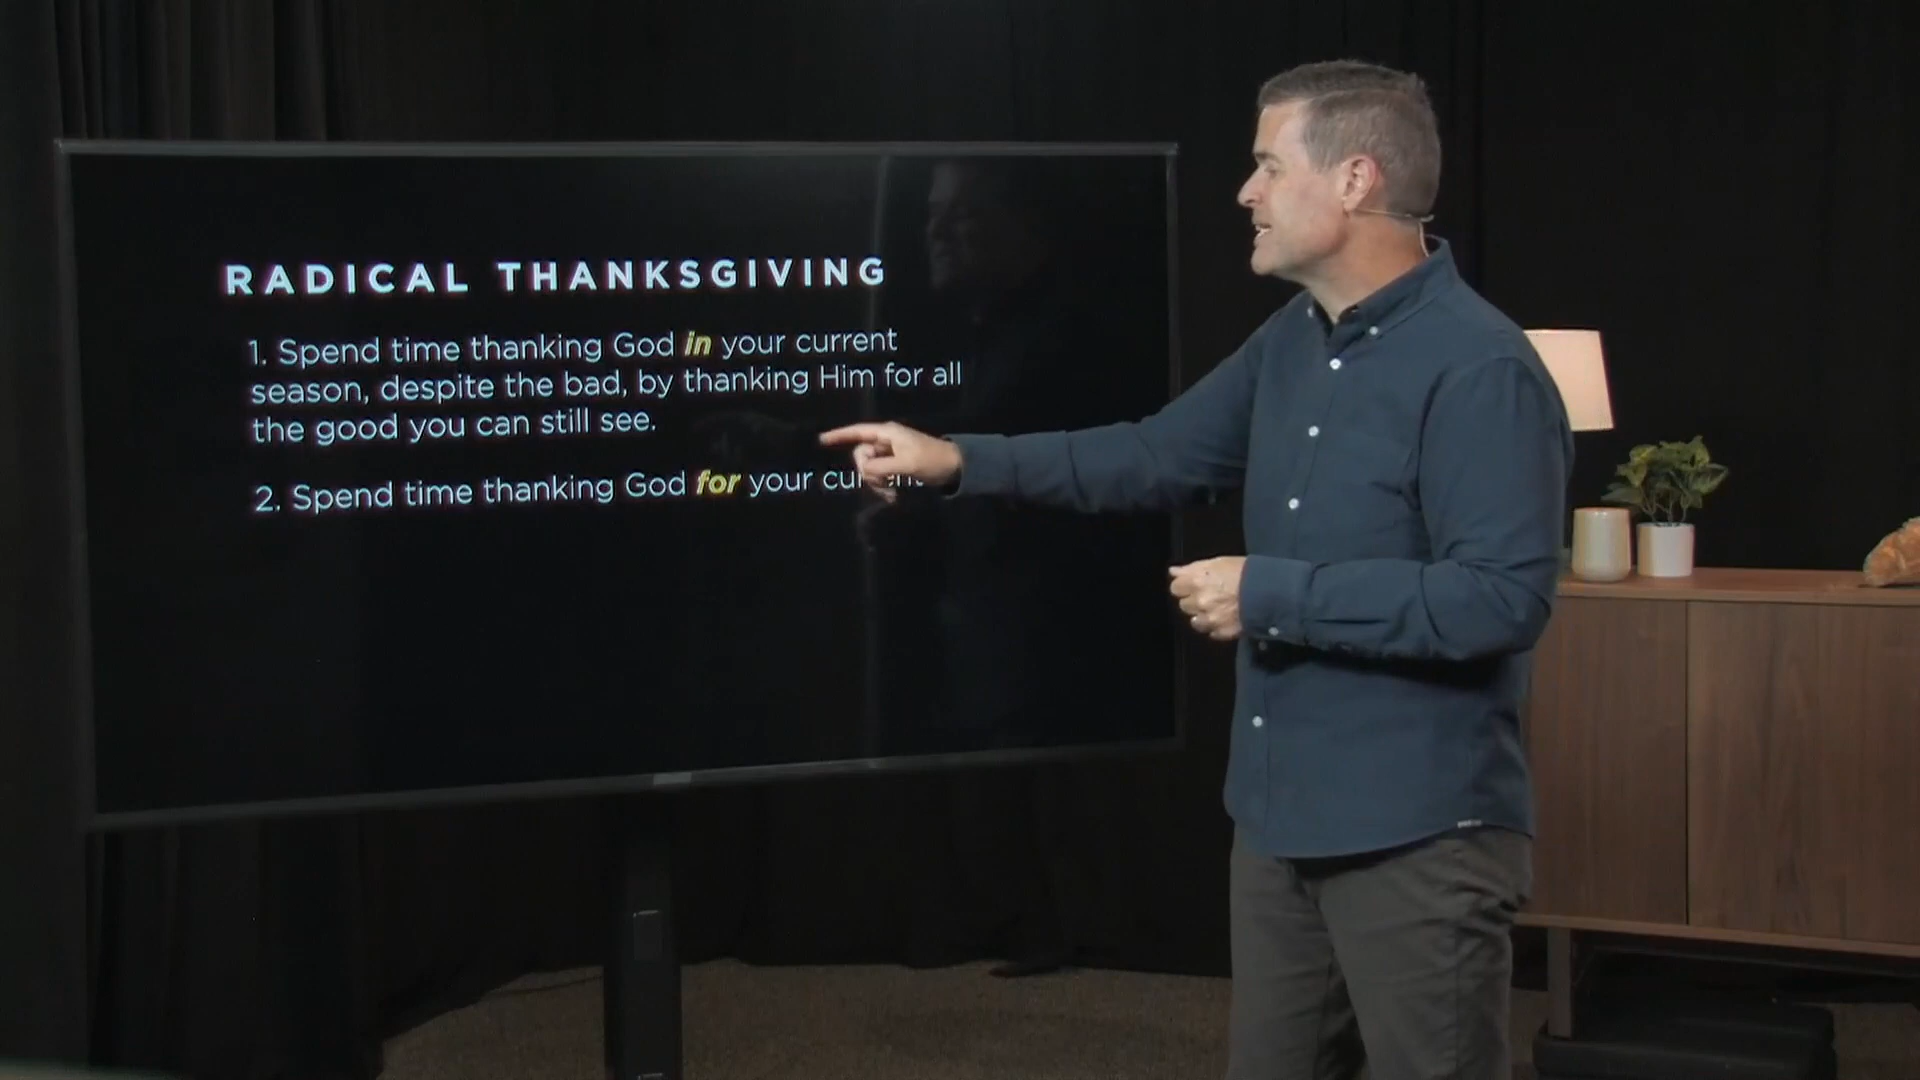 RADICAL THANKSGIVING
1. Spend time thanking God in your current
season, despite the bad, by thanking Him for all
the good you can still see.
2. Spend time thanking God for your